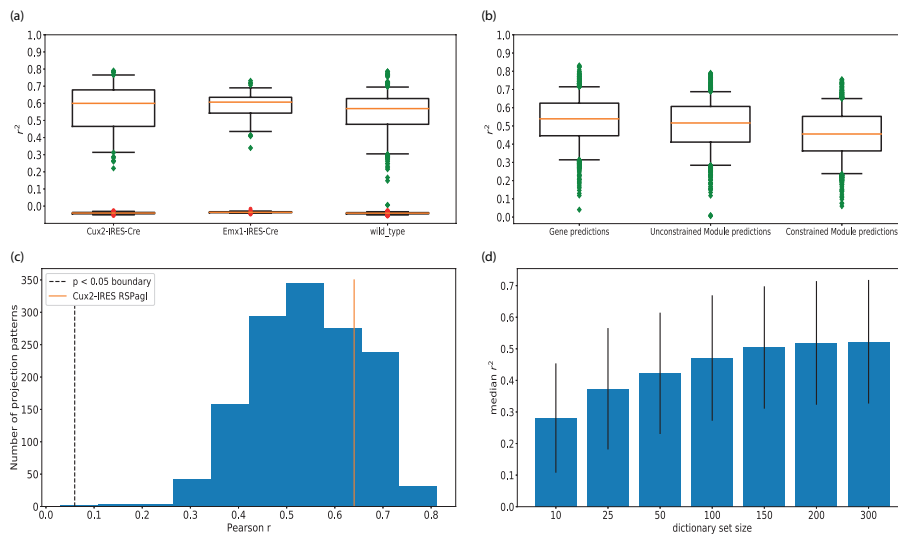 (a)
1.0
0.9
0.8
0.7
0.6
0.5
0.4
0.3
0.2
0.1
0.0
r²
Cux2-IRES-Cre
Emx1-IRES-Cre
wild_type
(b)
1.0
0.9
0.8
0.7
0.6
0.5
0.4
0.3
0.2
0.1
0.0
r²
Gene predictions
Unconstrained Module predictions
Constrained Module predictions
(c)
350
300
250
200
150
100
50
0
Number of projection patterns
p < 0.05 boundary
Cux2-IRES RSPagl
0.0 0.1 0.2 0.3 0.4 0.5 0.6 0.7 0.8
Pearson r
(d)
0.7
0.6
0.5
0.4
0.3
0.2
0.1
0.0
median r²
10 25 50 100 150 200 300
dictionary set size